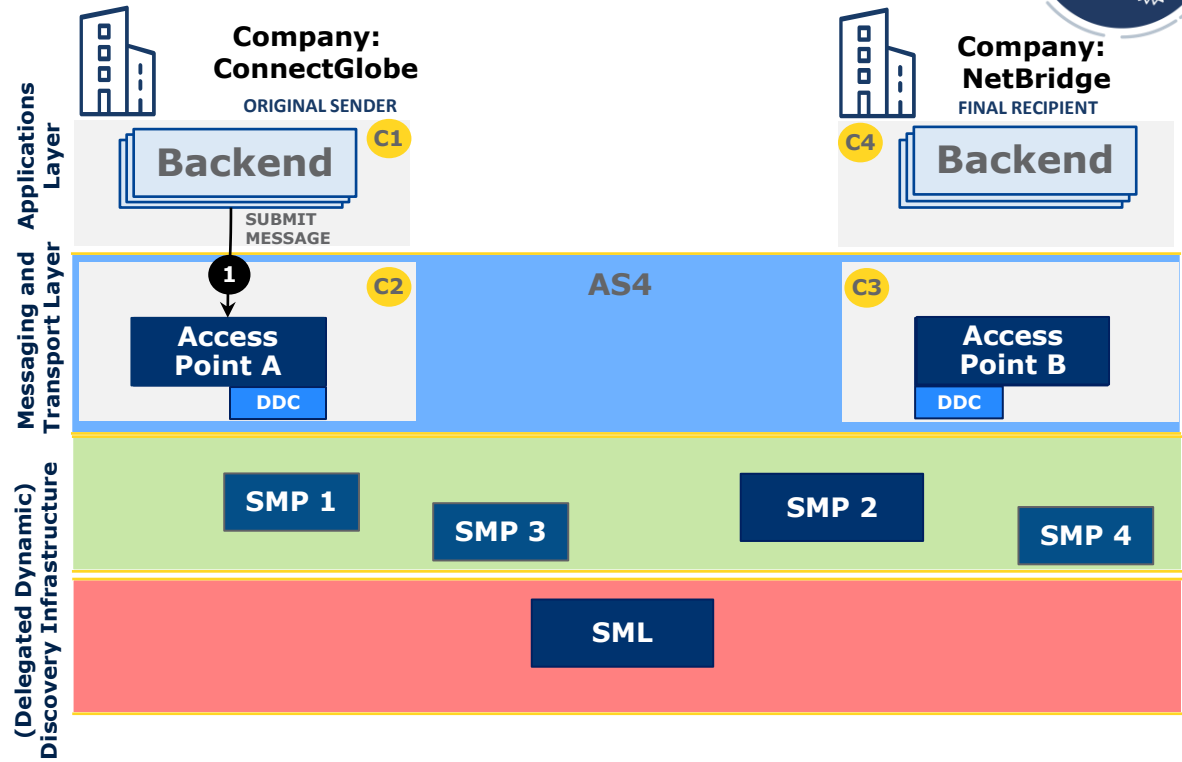 Company:
ConnectGlobe
ORIGINAL SENDER
Company:
NetBridge
FINAL RECIPIENT
Applications
Layer
C1
Backend
SUBMIT
MESSAGE
C4
Backend
Messaging and
Transport Layer
1
C2
Access
Point A
DDC
AS4
C3
Access
Point B
DDC
(Delegated Dynamic)
Discovery Infrastructure
SMP 1
SMP 3
SMP 2
SMP 4
SML